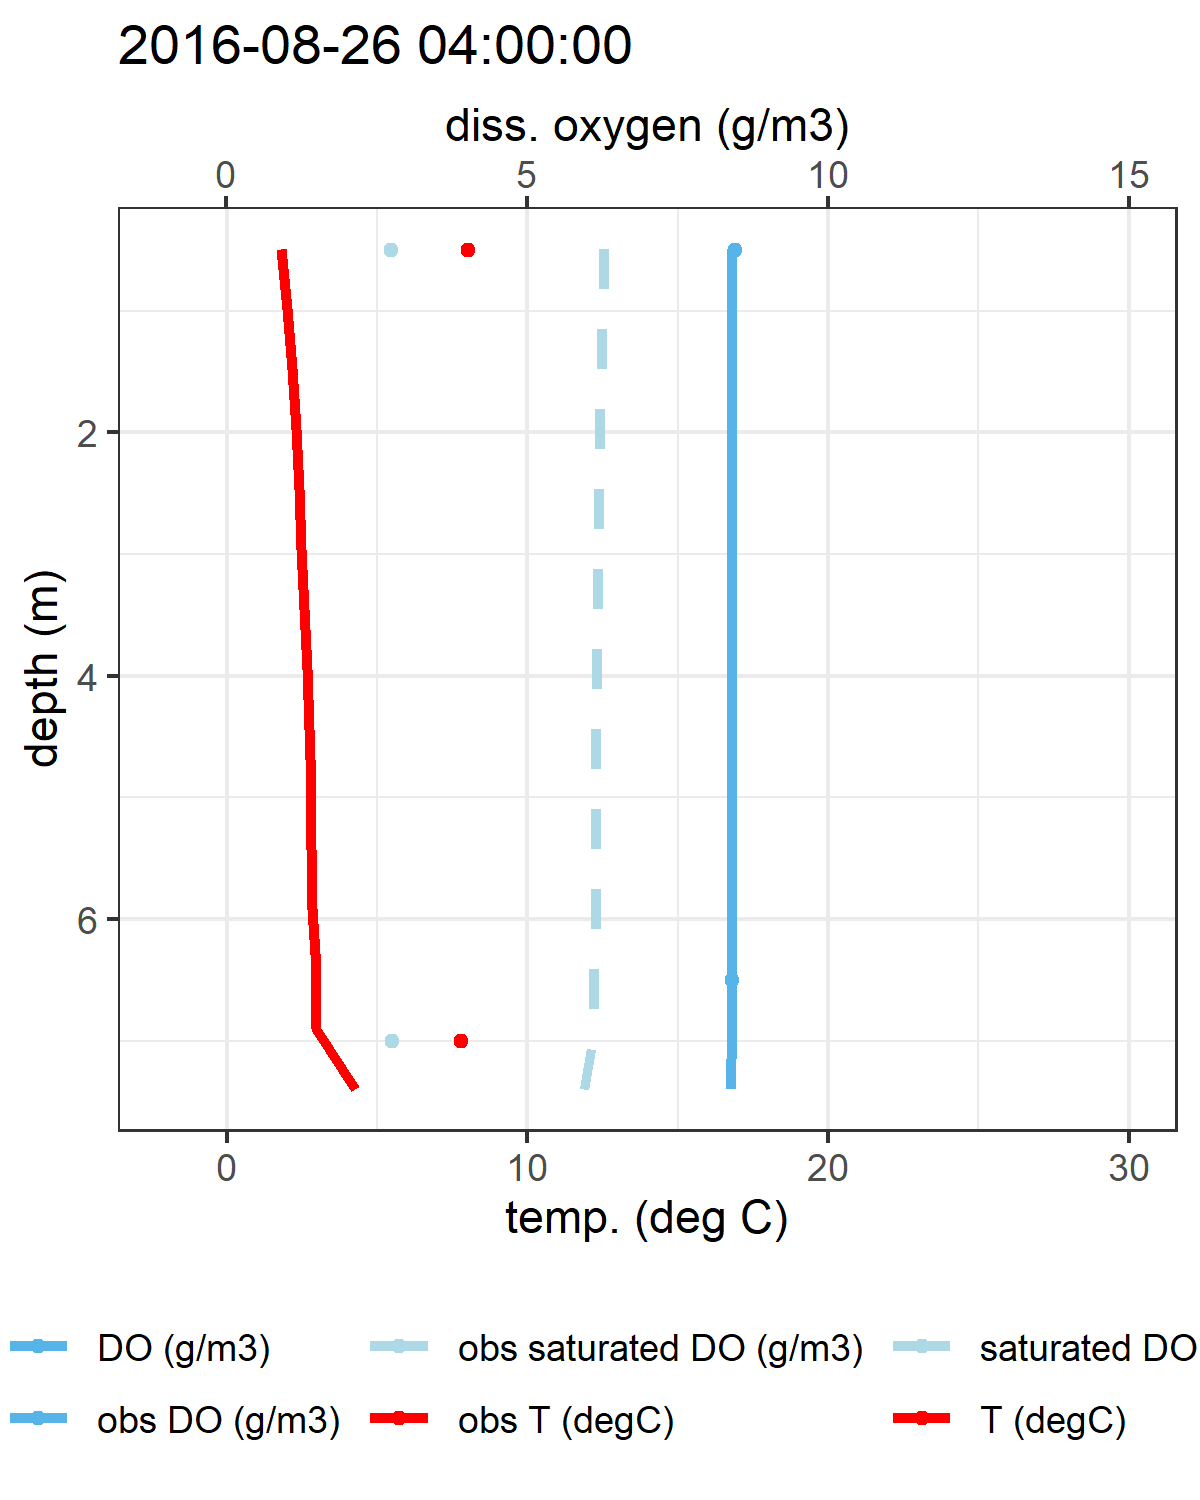 2016-08-26 04:00:00
diss. oxygen (g/m3)
0 5 10 15
depth (m)
2
4
6
0 10 20 30
temp. (deg C)
DO (g/m3) obs saturated DO (g/m3) saturated DO
obs DO (g/m3) obs T (degC) T (degC)